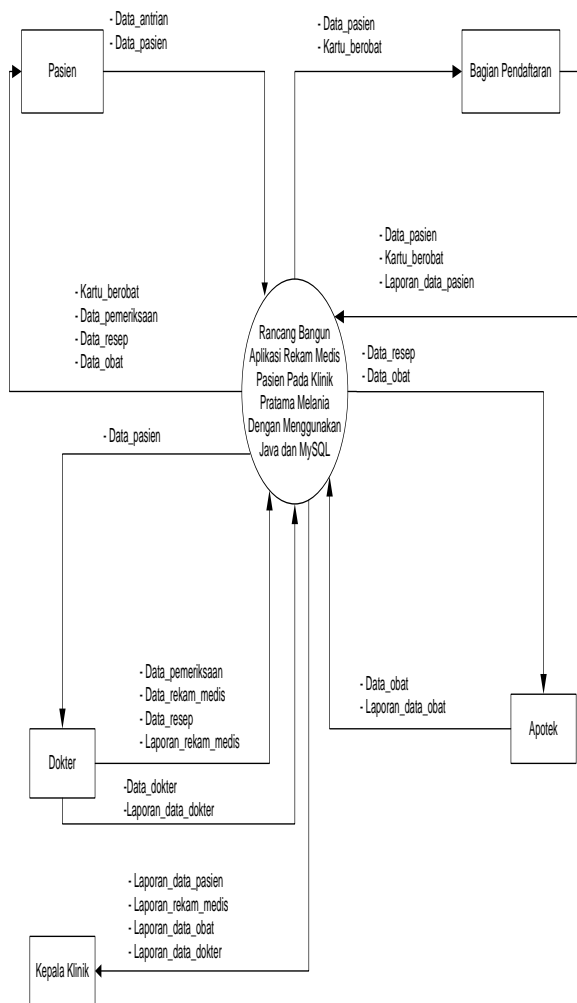 - Data_antrian
- Data_pasien
Pasien
- Data_pasien
- Kartu_berobat
Bagian Pendaftaran
- Data_pasien
- Kartu_berobat
- Laporan_data_pasien
- Kartu_berobat
- Data_pemeriksaan
- Data_resep
- Data_obat
Rancang Bangun
Aplikasi Rekam Medis
Pasien Pada Klinik
Pratama Melania
Dengan Menggunakan
Java dan MySQL
- Data_resep
- Data_obat
- Data_pasien
- Data_pemeriksaan
- Data_rekam_medis
- Data_resep
- Laporan_rekam_medis
Dokter
-Data_dokter
-Laporan_data_dokter
- Data_obat
- Laporan_data_obat
Apotek
- Laporan_data_pasien
- Laporan_rekam_medis
- Laporan_data_obat
- Laporan_data_dokter
Kepala Klinik